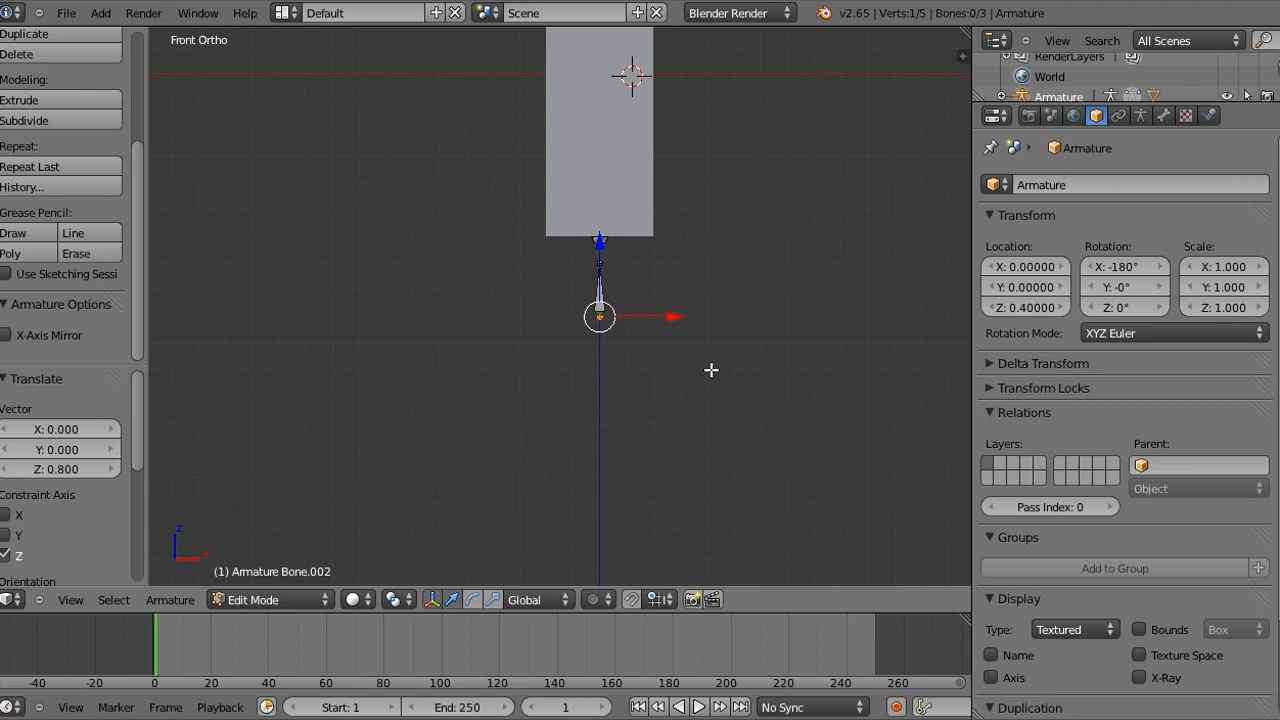 File Add Render Window Help Default Scene Blender Render v2.65 | Verts:1/5 | Bones:0/3 | Armature
Duplicate
Delete
Modeling:
Extrude
Subdivide
Repeat:
Repeat Last
History...
Grease Pencil:
Draw Line
Poly Erase
Use Sketching Sessi
Armature Options
X-Axis Mirror
Translate
Vector
X: 0.000
Y: 0.000
Z: 0.800
Constraint Axis
X
Y
Z
Orientation
Front Ortho
z
x
(1) Armature Bone.002
View Select Armature Edit Mode Global
-40 -20 0 20 40 60 80 100 120 140 160 180 200 220 240 260
View Marker Frame Playback Start: 1 End: 250 1 No Sync
View Search All Scenes
RenderLayers
World
Armature
Armature
Armature
Transform
Location: Rotation: Scale:
X: 0.00000 X: -180° X: 1.000
Y: 0.00000 Y: -0° Y: 1.000
Z: 0.40000 Z: 0° Z: 1.000
Rotation Mode: XYZ Euler
Delta Transform
Transform Locks
Relations
Layers: Parent:
Object
Pass Index: 0
Groups
Add to Group
Display
Type: Textured Bounds Box
Name Texture Space
Axis X-Ray
Duplication